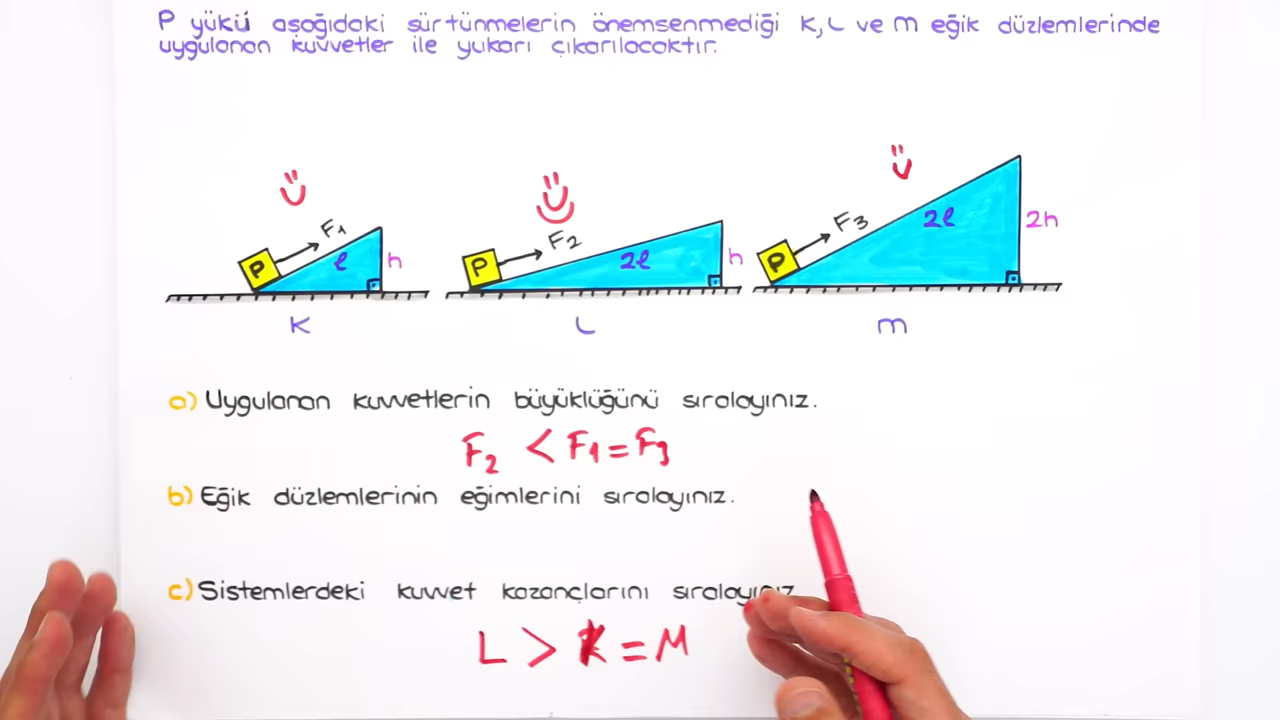 P yükü aşağıdaki sürtünmelerin önemsenmediği K, L ve M eğik düzlemlerinde
uygulanan kuvvetler ile yukarı çıkarılacaktır.
P F1 l h
P F2 2l h
P F3 2l 2h
K L M
a) Uygulanan kuvvetlerin büyüklüğünü sıralayınız.
F2 < F1 = F3
b) Eğik düzlemlerinin eğimlerini sıralayınız.
c) Sistemlerdeki kuvvet kazançlarını sıralayınız
L > K = M